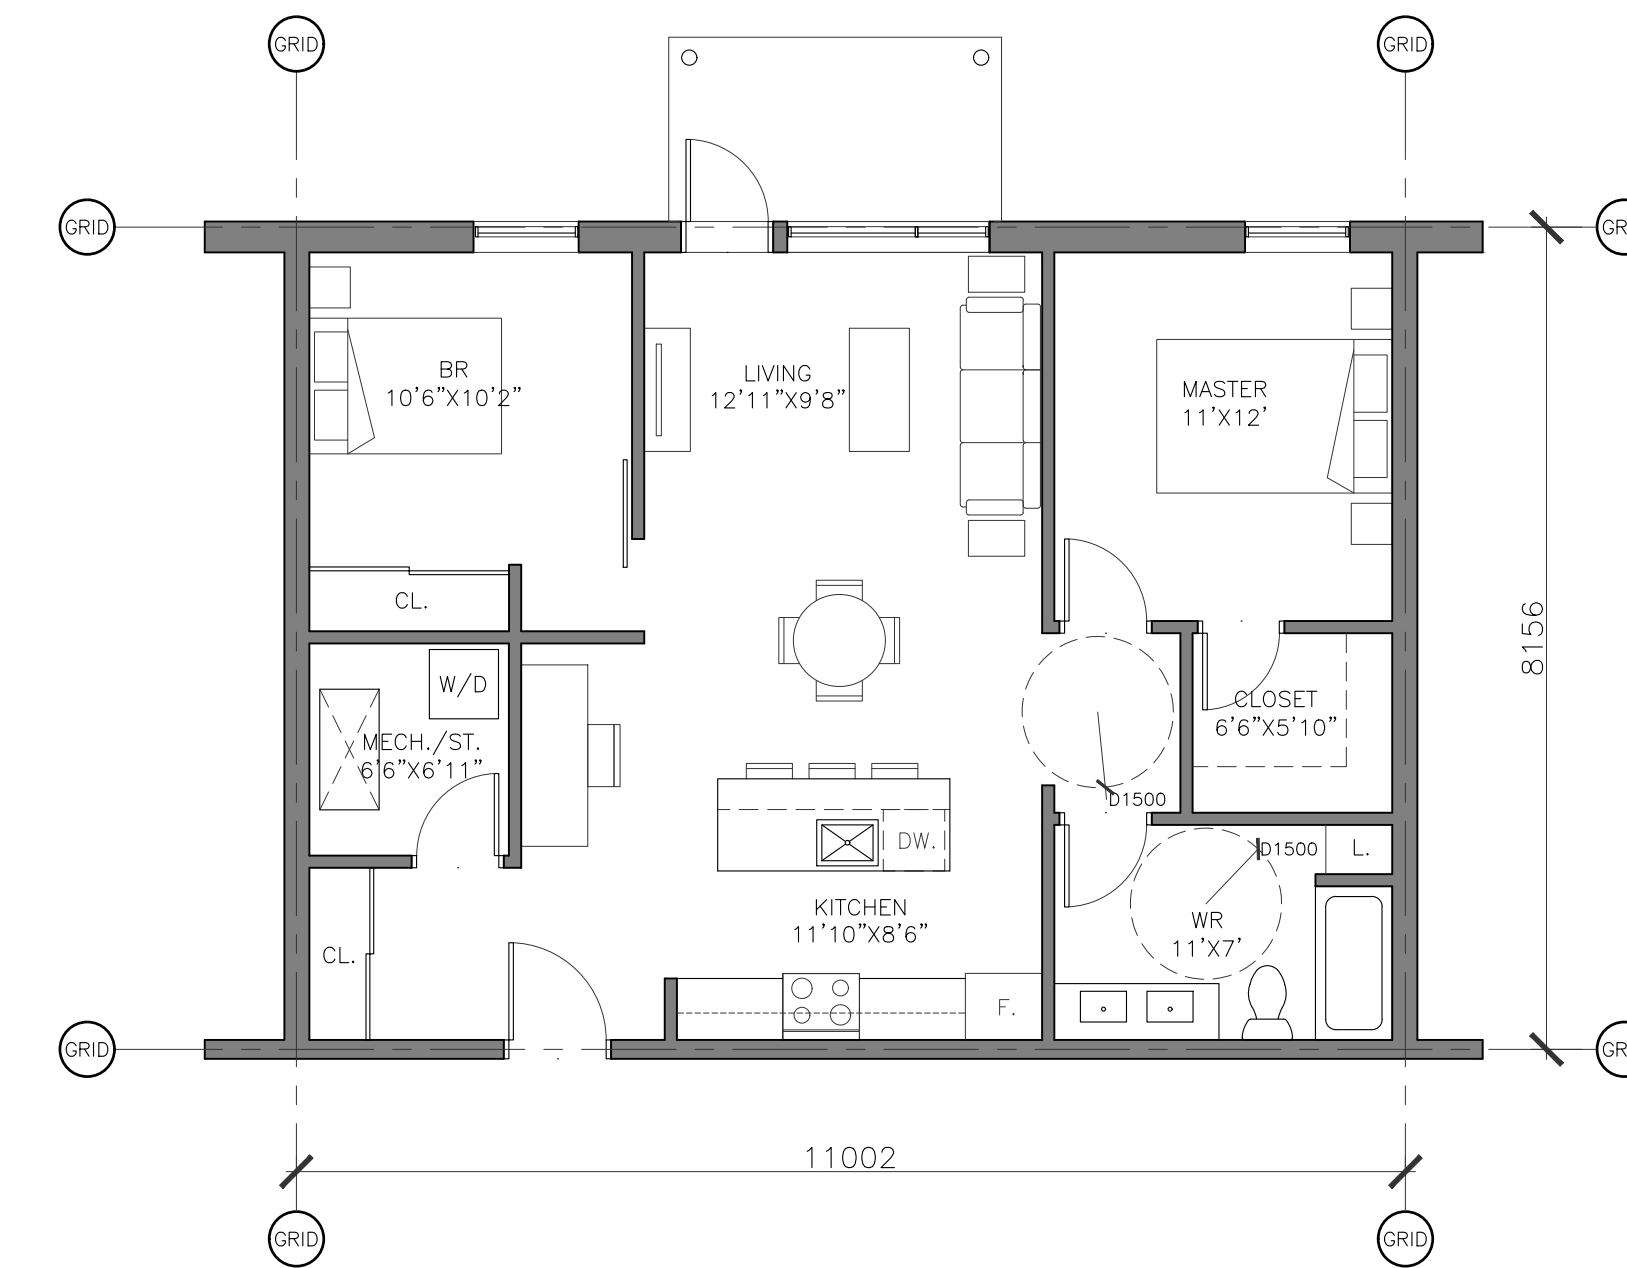 GRID
GRID
GRID
GR
BR
10'6"X10'2"
LIVING
12'11"X9'8"
MASTER
11'X12'
CL.
8156
W/D
MECH./ST.
6'6"X6'11"
CLOSET
6'6"X5'10"
D1500
DW.
D1500
L.
KITCHEN
11'10"X8'6"
WR
11'X7'
CL.
F.
GRID
GR
11002
GRID
GRID